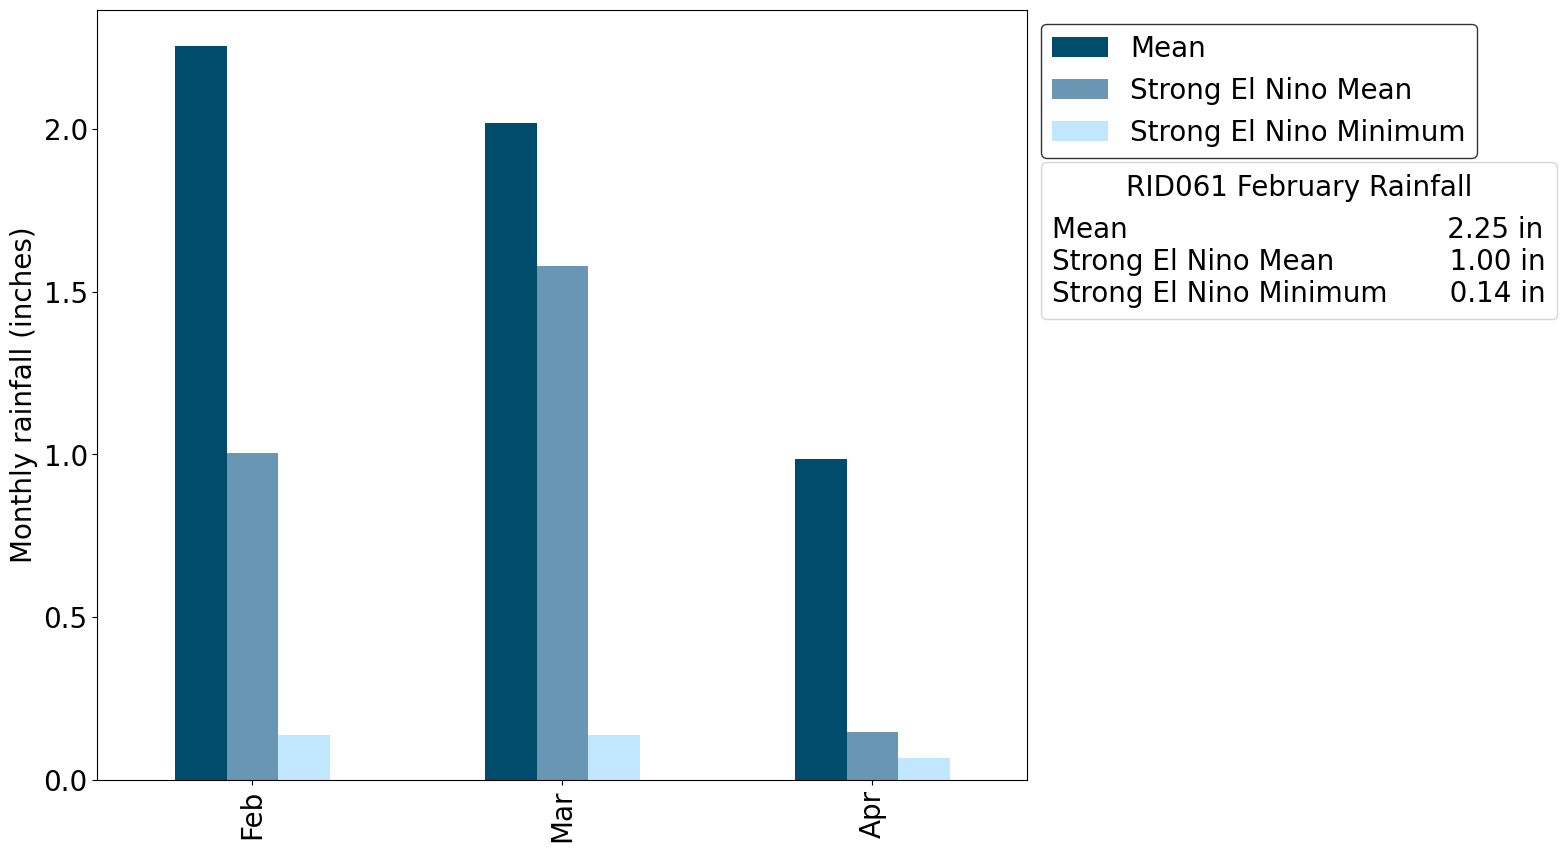 Monthly rainfall (inches)
2.0
1.5
1.0
0.5
0.0
Feb
Mar
Apr
Mean
Strong El Nino Mean
Strong El Nino Minimum
RID061 February Rainfall
Mean 2.25 in
Strong El Nino Mean 1.00 in
Strong El Nino Minimum 0.14 in